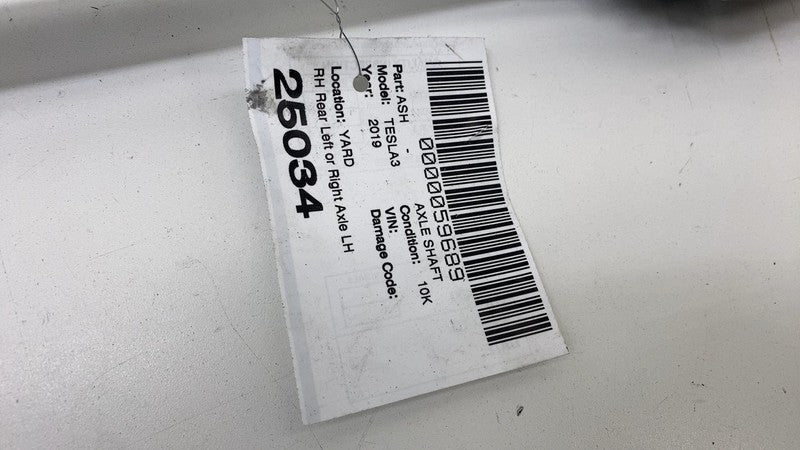 0000059689
Part: ASH - AXLE SHAFT
Model: TESLA3 Condition: 10K
Year: 2019 VIN:
Damage Code:
Location: YARD
RH Rear Left or Right Axle LH
25034